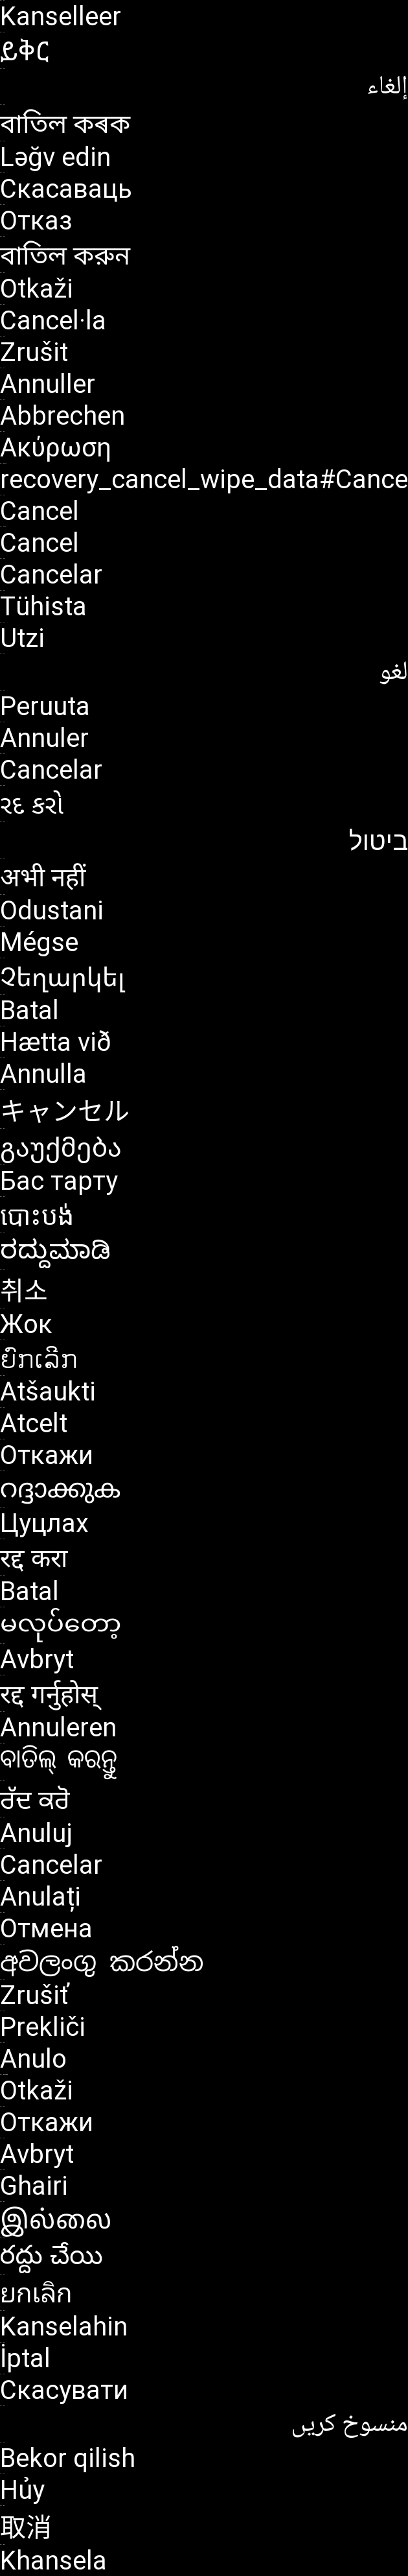 Kanselleer
ይቅር
إلغاء
বাতিল কৰক
Ləğv edin
Скасаваць
Отказ
বাতিল করুন
Otkaži
Cancel·la
Zrušit
Annuller
Abbrechen
Ακύρωση
recovery_cancel_wipe_data#Cance
Cancel
Cancel
Cancelar
Tühista
Utzi
لغو
Peruuta
Annuler
Cancelar
રદ કરો
ביטול
अभी नहीं
Odustani
Mégse
Չեղարկել
Batal
Hætta við
Annulla
キャンセル
გაუქმება
Бас тарту
បោះបង់
ರದ್ದುಮಾಡಿ
취소
Жок
ຍົກເລີກ
Atšaukti
Atcelt
Откажи
റദ്ദാക്കുക
Цуцлах
रद्द करा
Batal
မလုပ်တော့
Avbryt
रद्द गर्नुहोस्
Annuleren
ବାତିଲ୍ କରନ୍ତୁ
ਰੱਦ ਕਰੋ
Anuluj
Cancelar
Anulați
Отмена
අවලංගු කරන්න
Zrušiť
Prekliči
Anulo
Otkaži
Откажи
Avbryt
Ghairi
இல்லை
రద్దు చేయి
ยกเลิก
Kanselahin
İptal
Скасувати
منسوخ کریں
Bekor qilish
Hủy
取消
Khansela